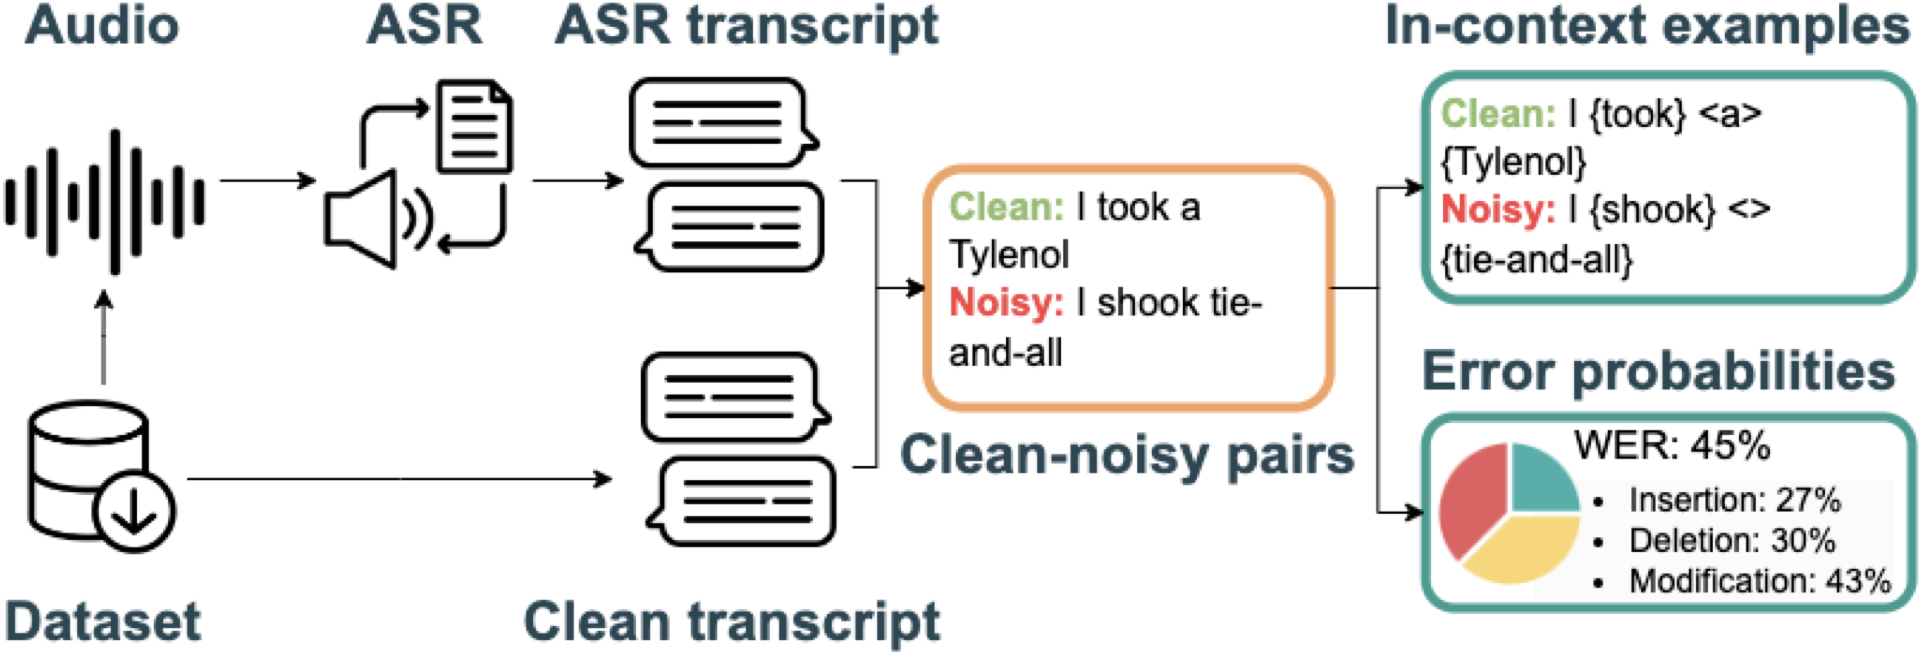 Audio
ASR
ASR transcript
In-context examples
Clean: I {took} <a>
{Tylenol}
Noisy: I {shook} <>
{tie-and-all}
Clean: I took a
Tylenol
Noisy: I shook tie-
and-all
Clean-noisy pairs
Error probabilities
WER: 45%
• Insertion: 27%
• Deletion: 30%
• Modification: 43%
Dataset
Clean transcript